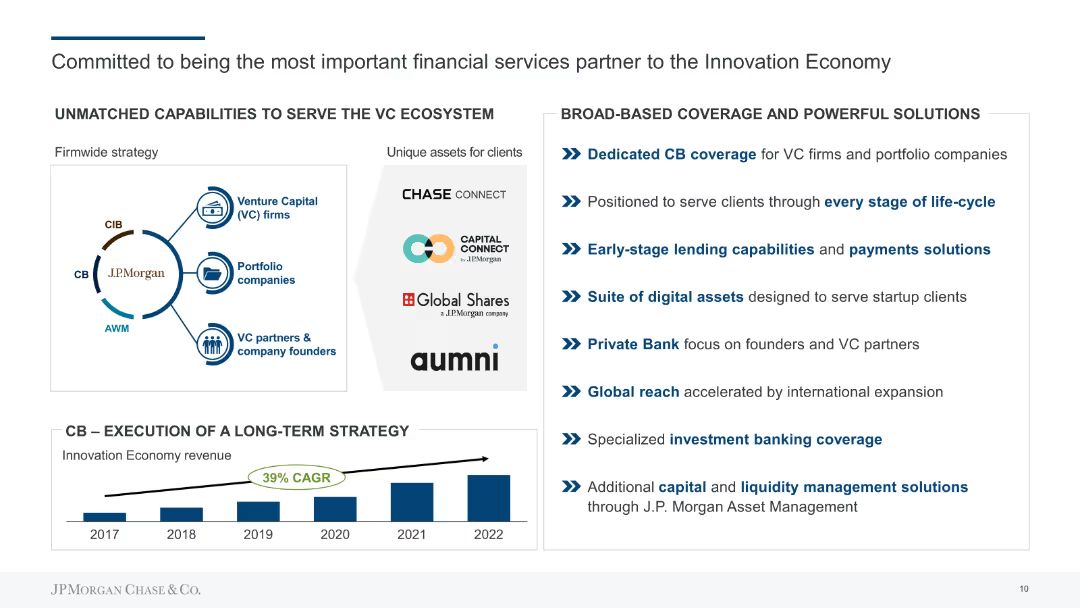 Committed to being the most important financial services partner to the Innovation Economy
UNMATCHED CAPABILITIES TO SERVE THE VC ECOSYSTEM
Firmwide strategy
Unique assets for clients
CIB
CB
AWM
J.P.Morgan
Venture Capital
(VC) firms
Portfolio
companies
VC partners &
company founders
CHASE CONNECT
CAPITAL
CONNECT
by J.P.Morgan
Global Shares
a J.P.Morgan company
aumni
CB – EXECUTION OF A LONG-TERM STRATEGY
Innovation Economy revenue
39% CAGR
2017 2018 2019 2020 2021 2022
BROAD-BASED COVERAGE AND POWERFUL SOLUTIONS
Dedicated CB coverage for VC firms and portfolio companies
Positioned to serve clients through every stage of life-cycle
Early-stage lending capabilities and payments solutions
Suite of digital assets designed to serve startup clients
Private Bank focus on founders and VC partners
Global reach accelerated by international expansion
Specialized investment banking coverage
Additional capital and liquidity management solutions
through J.P. Morgan Asset Management
JPMORGAN CHASE & CO.
10